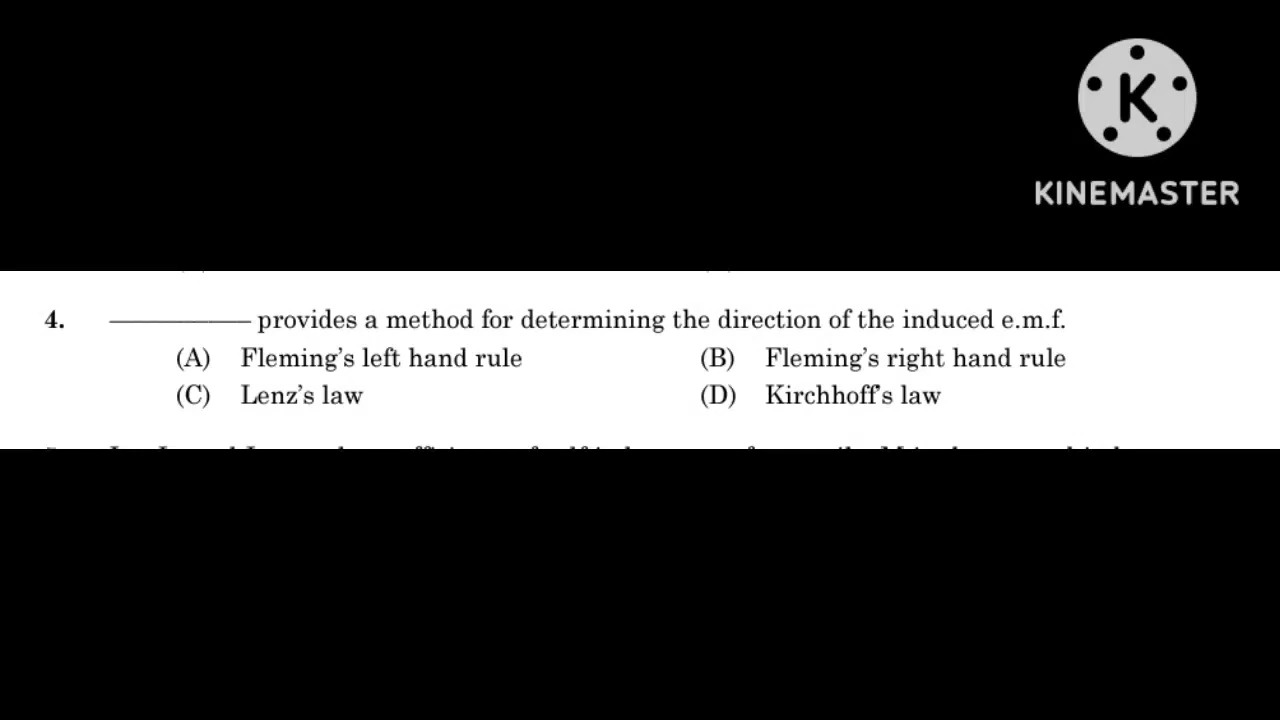 K
KINEMASTER
4. ________ provides a method for determining the direction of the induced e.m.f.
(A) Fleming's left hand rule (B) Fleming's right hand rule
(C) Lenz's law (D) Kirchhoff's law